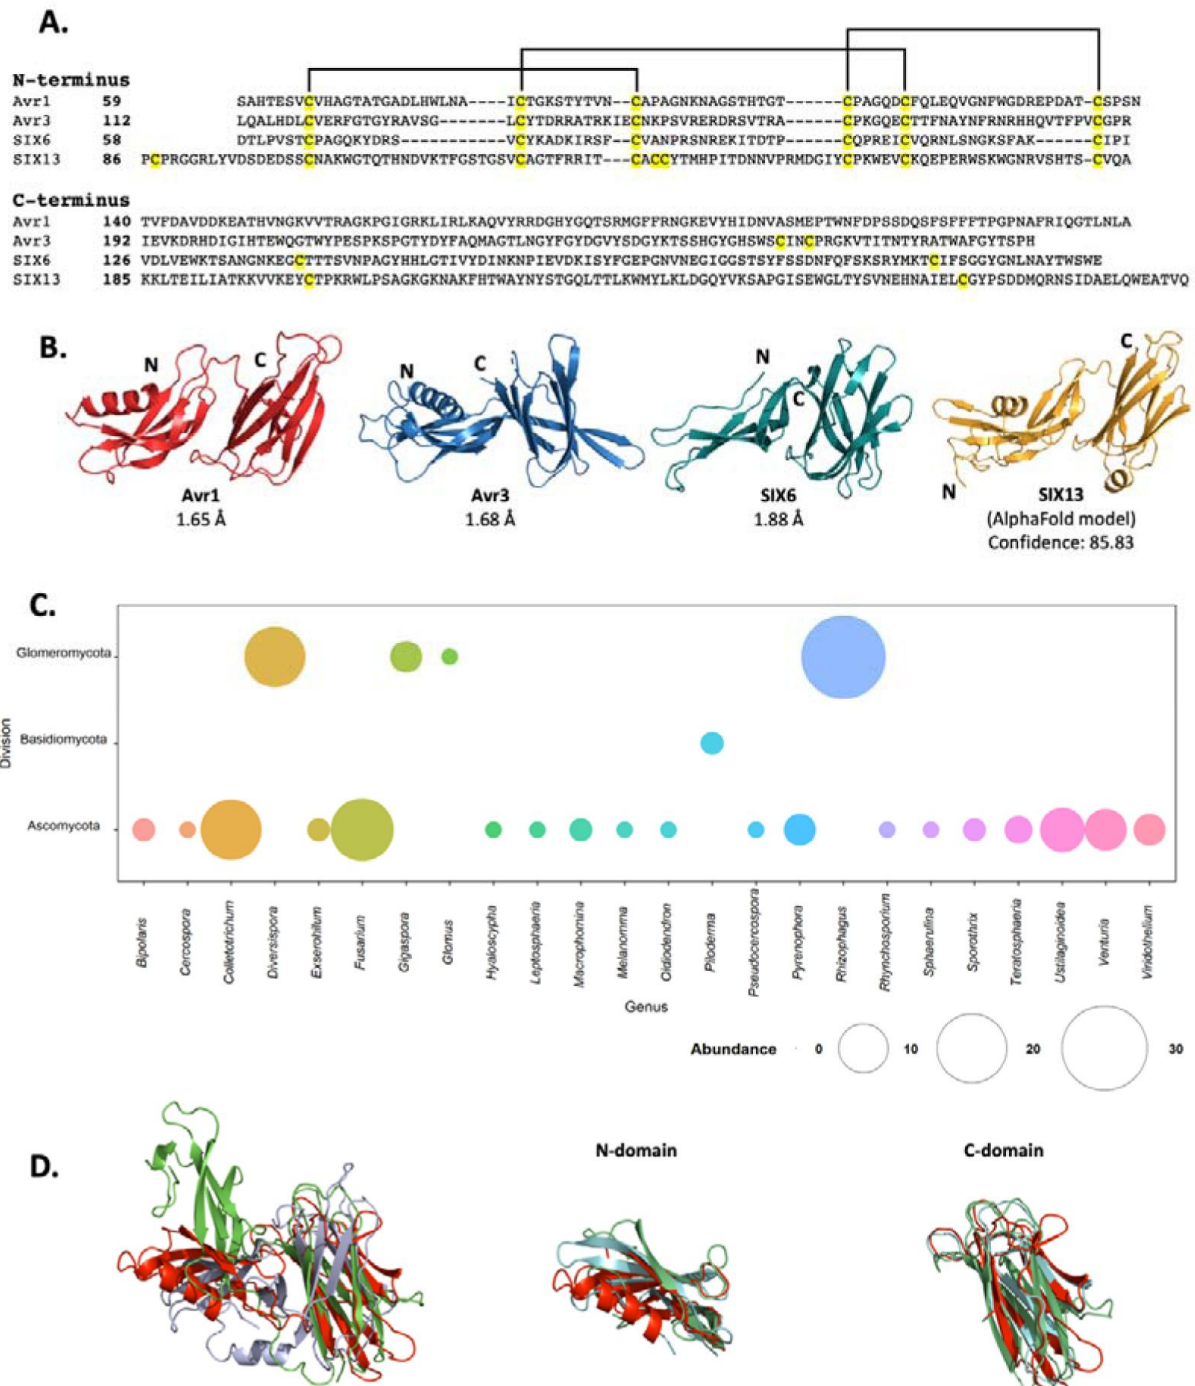 A.
N-terminus
Avr1 59 SAHTESVCVHAGTATGADLHWLNA----ICTGKSTYTVN--CAPAGNKNAGSTHTGT------CPAGQDCFQLEQVGNFWGDREPDAT-CSPSN
Avr3 112 LQALHDLCVERFGTGYRAVSG-------LCYTDRRATRKIECNKPSVRERDRSVTRA------CPKGQECTTFNAYNFRNRHHQVTFPVCGPR
SIX6 58 DTLPVSTCPAGQKYDRS-----------VCYKADKIRSF--CVANPRSNREKITDTP------CQPREICVQRNLSNGKSFAK------CIPI
SIX13 86 PCPRGGRLYVDSDEDSSCNAKWGTQTHNDVKTFGSTGSVCAGTFRRIT---CACCYTMHPITDNNVPRMDGIYCPKWEVCKQEPERWSKWGNRVSHTS-CVQA
C-terminus
Avr1 140 TVFDAVDDKEATHVNGKVVTRAGKPGIGRKLIRLKAQVYRRDGHYGQTSRMGFFRNGKEVYHIDNVASMEPTWNFDPSSDQSFSFFFTPGPNAFRIQGTLNLA
Avr3 192 IEVKDRHDIGIHTEWQGTWYPESPKSPGTYDYFAQMAGTLNGYFGYDGVYSDGYKTSSHGYGHSWSCINCPRGKVTITNTYRATWAFGYTSPH
SIX6 126 VDLVEWKTSANGNKEGCTTTSVNPAGYHHLGTIVYDINKNPIEVDKISYFGEPGNVNEGIGGSTSYFSSDNFQFSKSRYMKTCIFSGGYGNLNAYTWSWE
SIX13 185 KKLTEILIATKKVVKEYCTPKRWLPSAGKGKNAKFHTWAYNYSTGQLTTLKWMYLKLDGQYVKSAPGISEWGLTYSVNEHNAIELCGYPSDDMQRNSIDAELQWEATVQ
B.
N C N C N C C N
Avr1 Avr3 SIX6 SIX13
1.65 Å 1.68 Å 1.88 Å (AlphaFold model)
Confidence: 85.83
C.
Glomeromycota
Basidiomycota
Ascomycota
Division
Bipolaris Cercospora Colletotrichum Diversispora Exserohilum Fusarium Gigaspora Glomus Hyaloscypha Leptosphaeria Macrophomina Melanomma Oidiodendron Piloderma Pseudocercospora Pyrenophora Rhizophagus Rhynchosporium Sphaerulina Sporothrix Teratosphaeria Ustilaginoidea Venturia Viridothelium
Genus
Abundance 0 10 20 30
D.
N-domain C-domain